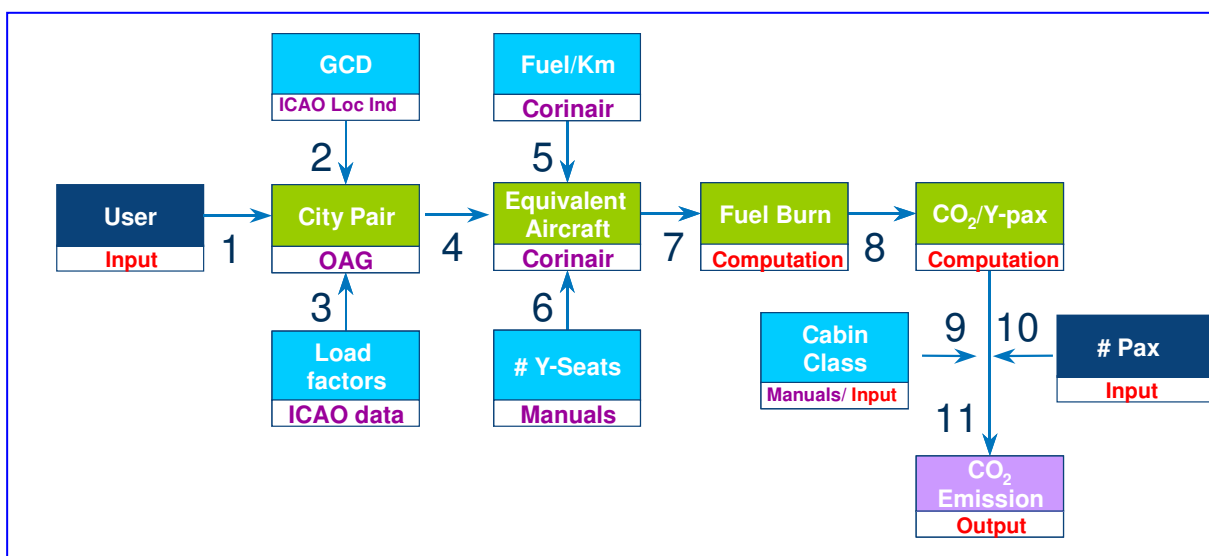 GCD
ICAO Loc Ind
Fuel/Km
Corinair
2
5
User
Input
1
City Pair
OAG
4
Equivalent
Aircraft
Corinair
7
Fuel Burn
Computation
8
CO₂/Y-pax
Computation
3
6
Load
factors
ICAO data
# Y-Seats
Manuals
Cabin
Class
Manuals/ Input
9
10
# Pax
Input
11
CO₂
Emission
Output